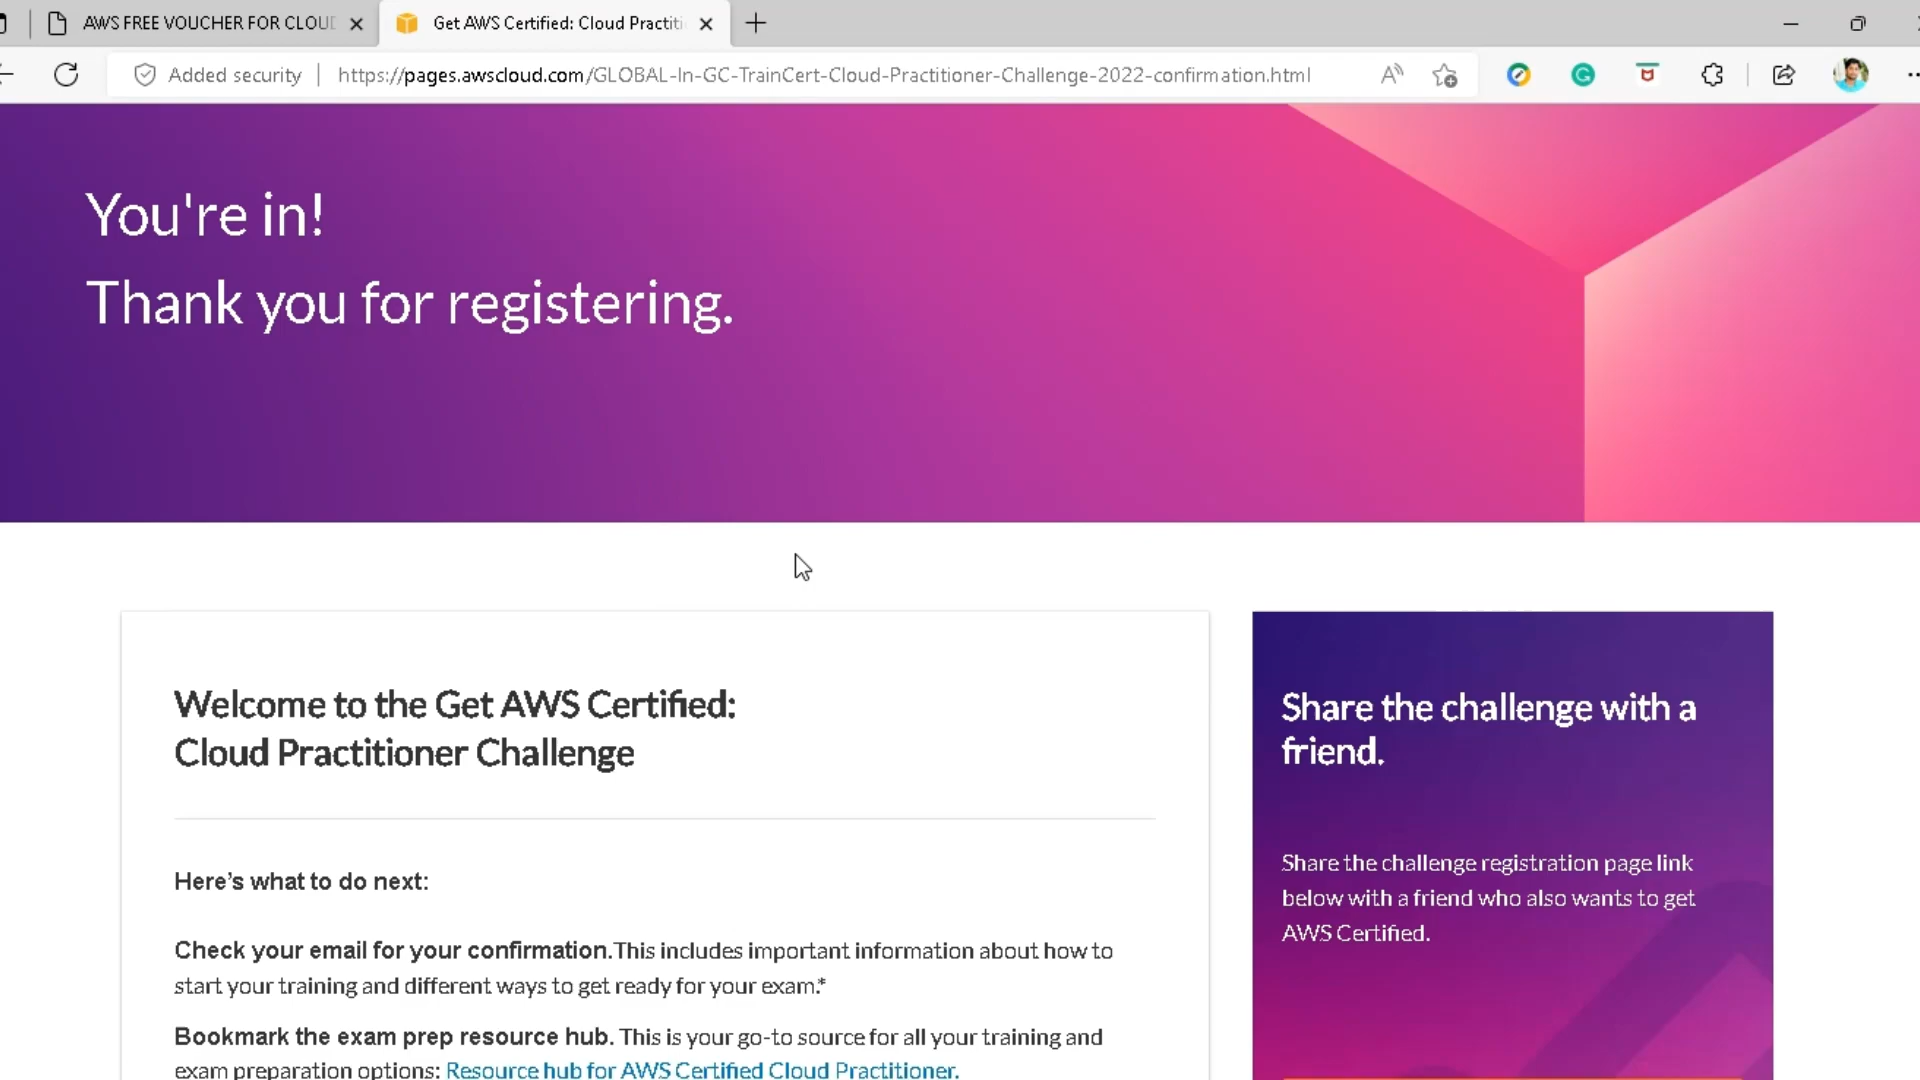 AWS FREE VOUCHER FOR CLOU
Get AWS Certified: Cloud Practiti
Added security
https://pages.awscloud.com/GLOBAL-In-GC-TrainCert-Cloud-Practitioner-Challenge-2022-confirmation.html
You're in!
Thank you for registering.
Welcome to the Get AWS Certified:
Cloud Practitioner Challenge
Here’s what to do next:
Check your email for your confirmation.This includes important information about how to
start your training and different ways to get ready for your exam.*
Bookmark the exam prep resource hub. This is your go-to source for all your training and
exam preparation options: Resource hub for AWS Certified Cloud Practitioner.
Share the challenge with a
friend.
Share the challenge registration page link
below with a friend who also wants to get
AWS Certified.